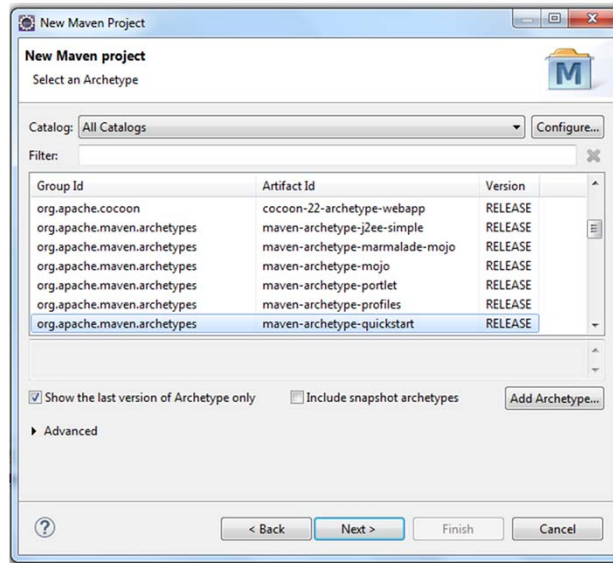 New Maven Project
New Maven project
Select an Archetype
M
Catalog: All Catalogs Configure...
Filter:
Group Id Artifact Id Version
org.apache.cocoon cocoon-22-archetype-webapp RELEASE
org.apache.maven.archetypes maven-archetype-j2ee-simple RELEASE
org.apache.maven.archetypes maven-archetype-marmalade-mojo RELEASE
org.apache.maven.archetypes maven-archetype-mojo RELEASE
org.apache.maven.archetypes maven-archetype-portlet RELEASE
org.apache.maven.archetypes maven-archetype-profiles RELEASE
org.apache.maven.archetypes maven-archetype-quickstart RELEASE
Show the last version of Archetype only Include snapshot archetypes Add Archetype...
Advanced
? < Back Next > Finish Cancel